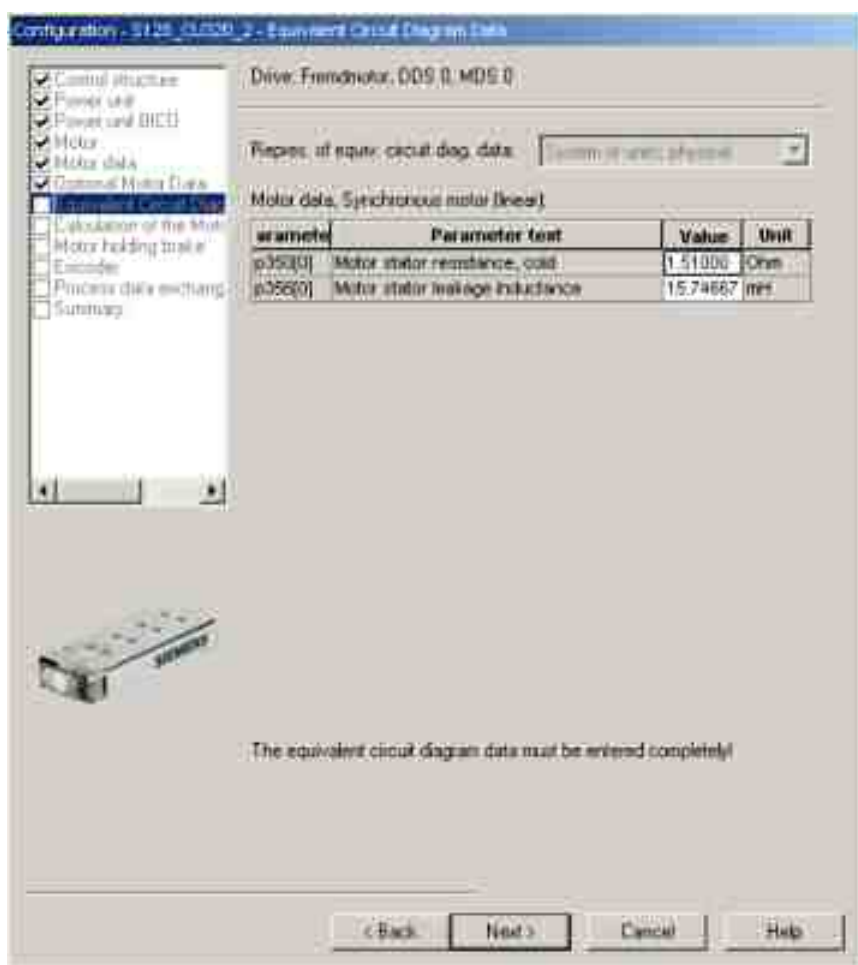 Configuration - S120_CU320_2 - Equivalent Circuit Diagram Data
Control structure
Power unit
Power unit BICO
Motor
Motor data
Optional Motor Data
Equivalent Circuit Diag
Calculation of the Moto
Motor holding brake
Encoder
Process data exchang
Summary
Drive: Fremdmotor, DDS 0, MDS 0
Repres. of equiv. circuit diag. data:
System of units, physical
Motor data, Synchronous motor (linear):
aramete Parameter text Value Unit
p350[0] Motor stator resistance, cold 1.51000 Ohm
p356[0] Motor stator leakage inductance 15.74667 mH
SIEMENS
The equivalent circuit diagram data must be entered completely!
< Back Next > Cancel Help